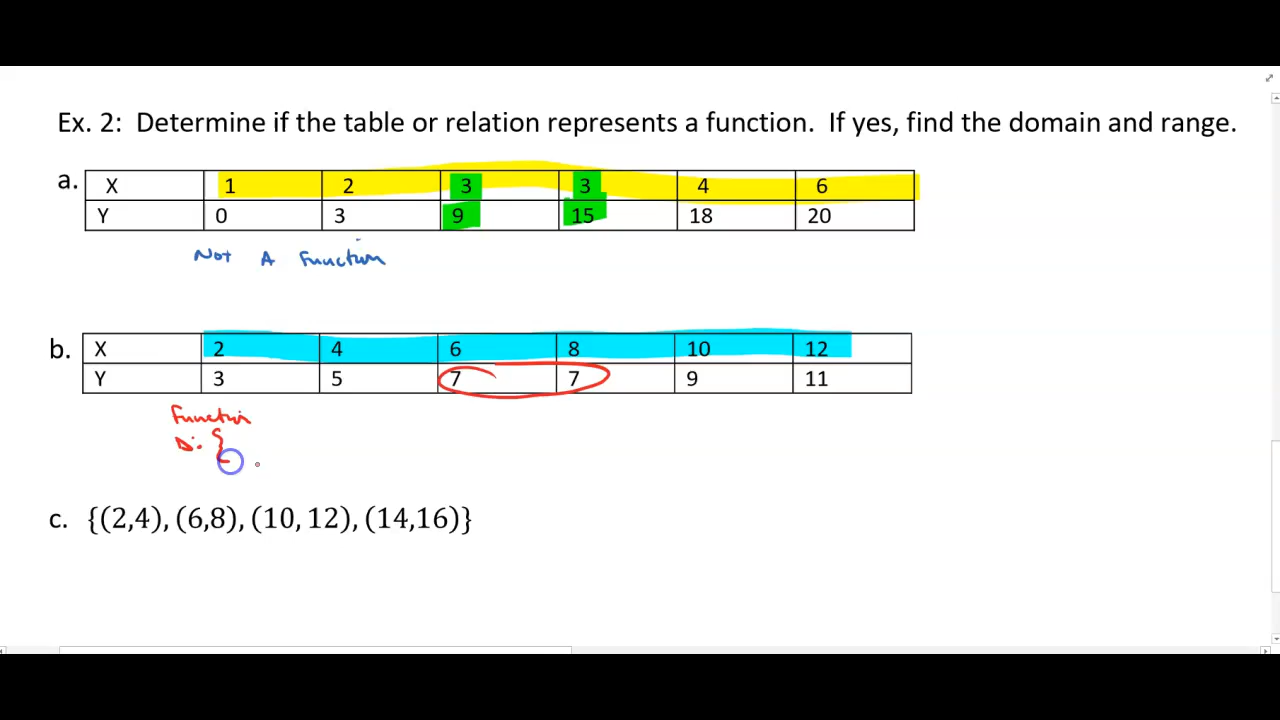 Ex. 2: Determine if the table or relation represents a function. If yes, find the domain and range.
a. X 1 2 3 3 4 6
Y 0 3 9 15 18 20
Not A Function
b. X 2 4 6 8 10 12
Y 3 5 7 7 9 11
Function
D: {
c. {(2,4), (6,8), (10, 12), (14,16)}